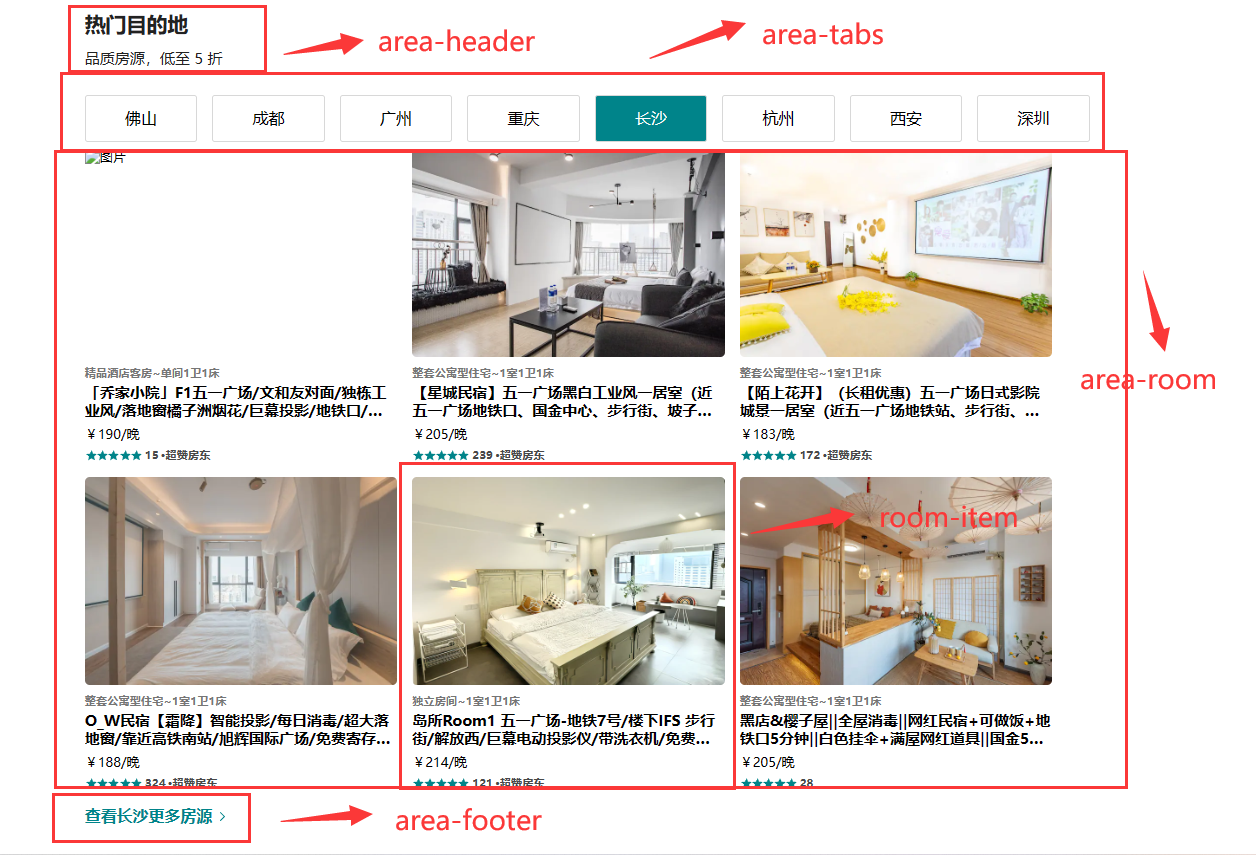 热门目的地
品质房源，低至 5 折
area-header
area-tabs
佛山
成都
广州
重庆
长沙
杭州
西安
深圳
图片
area-room
精品酒店客房~单间1卫1床
「乔家小院」F1五一广场/文和友对面/独栋工
业风/落地窗橘子洲烟花/巨幕投影/地铁口/...
￥190/晚
★★★★★ 15 •超赞房东
整套公寓型住宅~1室1卫1床
【星城民宿】五一广场黑白工业风一居室（近
五一广场地铁口、国金中心、步行街、坡子...
￥205/晚
★★★★★ 239 •超赞房东
整套公寓型住宅~1室1卫1床
【陌上花开】（长租优惠）五一广场日式影院
城景一居室（近五一广场地铁站、步行街、...
￥183/晚
★★★★★ 172 •超赞房东
room-item
整套公寓型住宅~1室1卫1床
O_W民宿【霜降】智能投影/每日消毒/超大落
地窗/靠近高铁南站/旭辉国际广场/免费寄存...
￥188/晚
★★★★★ 324 •超赞房东
独立房间~1室1卫1床
岛所Room1 五一广场-地铁7号/楼下IFS 步行
街/解放西/巨幕电动投影仪/带洗衣机/免费...
￥214/晚
★★★★★ 121 •超赞房东
整套公寓型住宅~1室1卫1床
黑店&樱子屋||全屋消毒||网红民宿+可做饭+地
铁口5分钟||白色挂伞+满屋网红道具||国金5...
￥205/晚
★★★★★ 28
查看长沙更多房源 >
area-footer